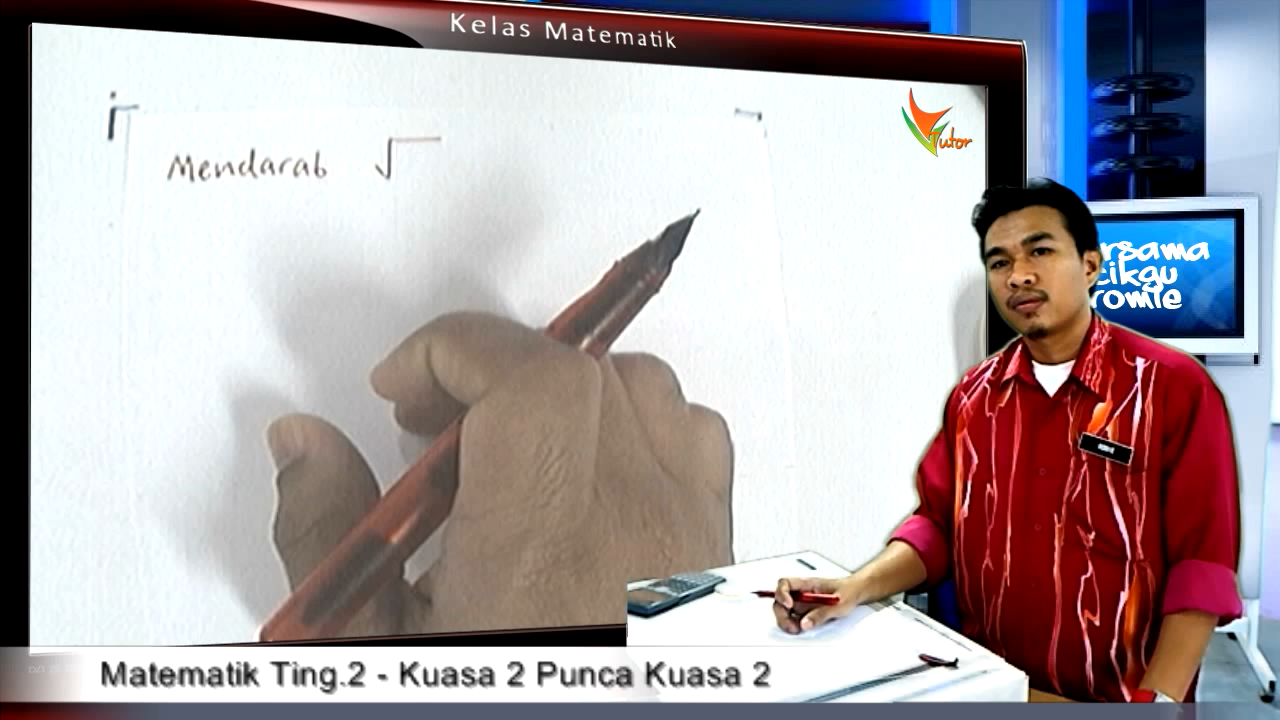 Kelas Matematik
Mendarab √
Tutor
rsama
cikgu
romie
Matematik Ting.2 - Kuasa 2 Punca Kuasa 2